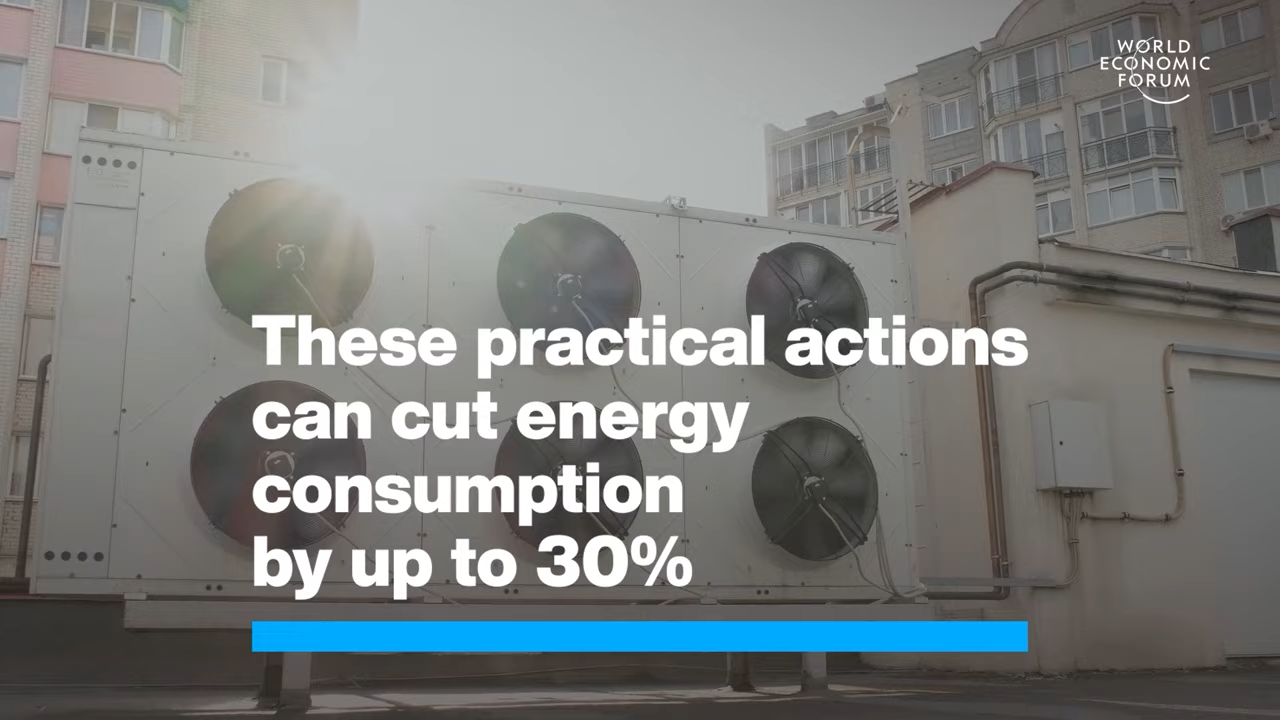 WORLD
ECONOMIC
FORUM
These practical actions
can cut energy
consumption
by up to 30%